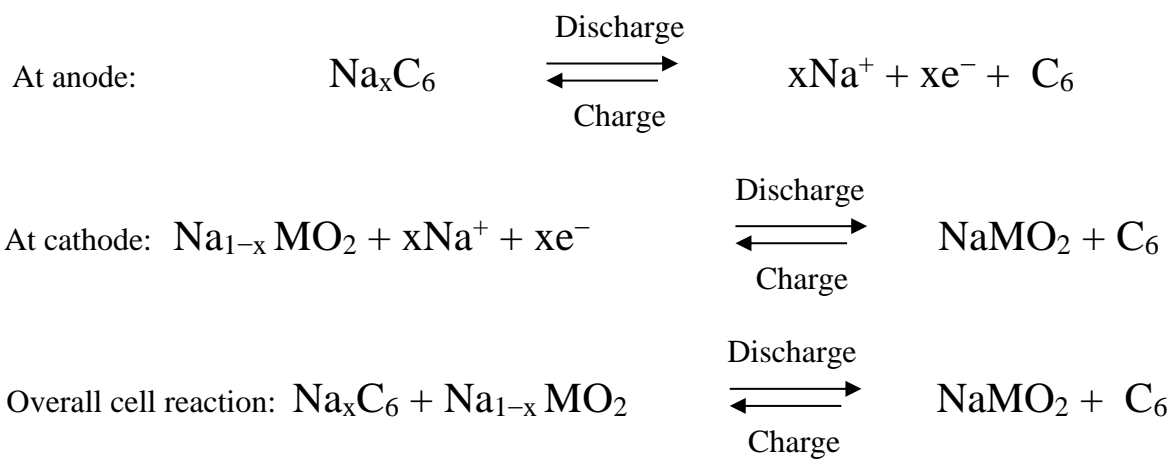 Discharge
At anode: NaₓC₆ xNa⁺ + xe⁻ + C₆
Charge
Discharge
At cathode: Na₁₋ₓ MO₂ + xNa⁺ + xe⁻ NaMO₂ + C₆
Charge
Discharge
Overall cell reaction: NaₓC₆ + Na₁₋ₓ MO₂ NaMO₂ + C₆
Charge